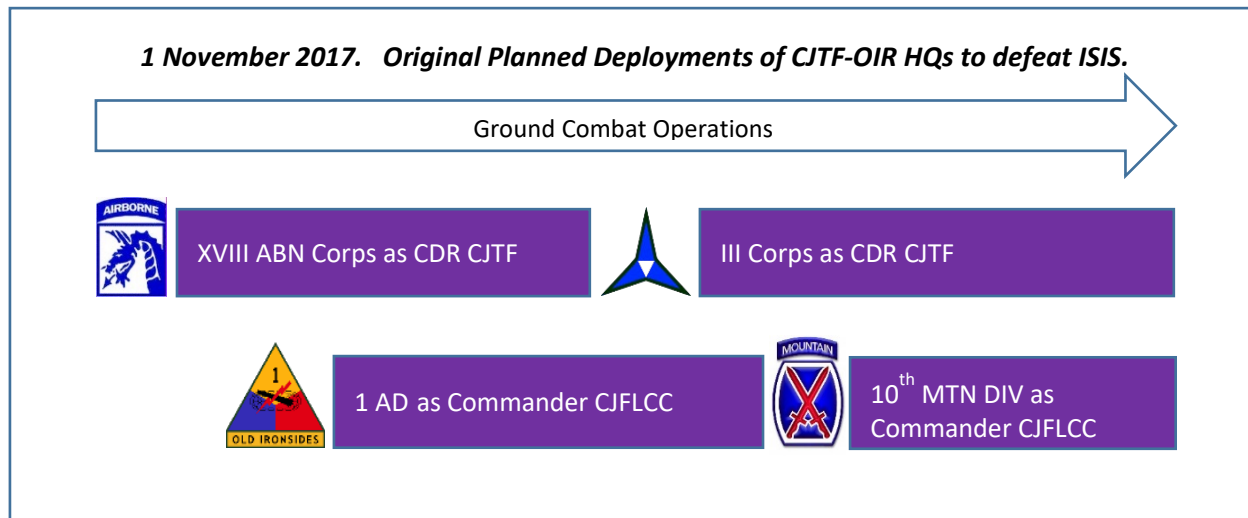 1 November 2017. Original Planned Deployments of CJTF-OIR HQs to defeat ISIS.
Ground Combat Operations
AIRBORNE
XVIII ABN Corps as CDR CJTF
III Corps as CDR CJTF
1
OLD IRONSIDES
1 AD as Commander CJFLCC
MOUNTAIN
10th MTN DIV as
Commander CJFLCC